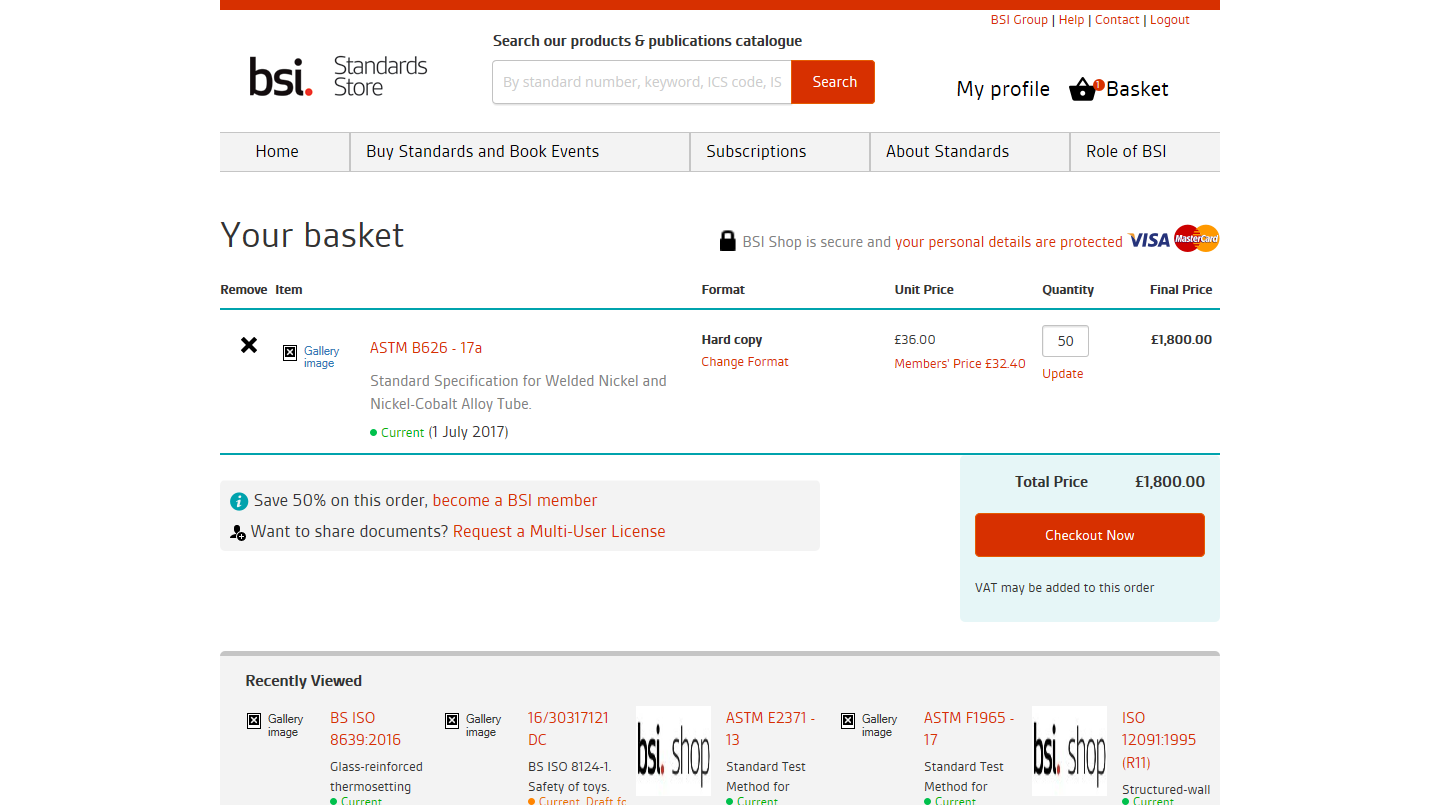 BSI Group | Help | Contact | Logout
Search our products & publications catalogue
bsi. Standards Store
By standard number, keyword, ICS code, IS
Search
My profile
1
Basket
Home
Buy Standards and Book Events
Subscriptions
About Standards
Role of BSI
Your basket
BSI Shop is secure and your personal details are protected VISA MasterCard
Remove Item Format Unit Price Quantity Final Price
Gallery image
ASTM B626 - 17a
Standard Specification for Welded Nickel and
Nickel-Cobalt Alloy Tube.
Current (1 July 2017)
Hard copy
Change Format
£36.00
Members' Price £32.40
50
Update
£1,800.00
Save 50% on this order, become a BSI member
Want to share documents? Request a Multi-User License
Total Price £1,800.00
Checkout Now
VAT may be added to this order
Recently Viewed
Gallery image
BS ISO
8639:2016
Glass-reinforced
thermosetting
Current
Gallery image
16/30317121
DC
BS ISO 8124-1.
Safety of toys.
Current, Draft fo
bsi. shop
ASTM E2371 -
13
Standard Test
Method for
Current
Gallery image
ASTM F1965 -
17
Standard Test
Method for
Current
bsi. shop
ISO
12091:1995
(R11)
Structured-wall
Current